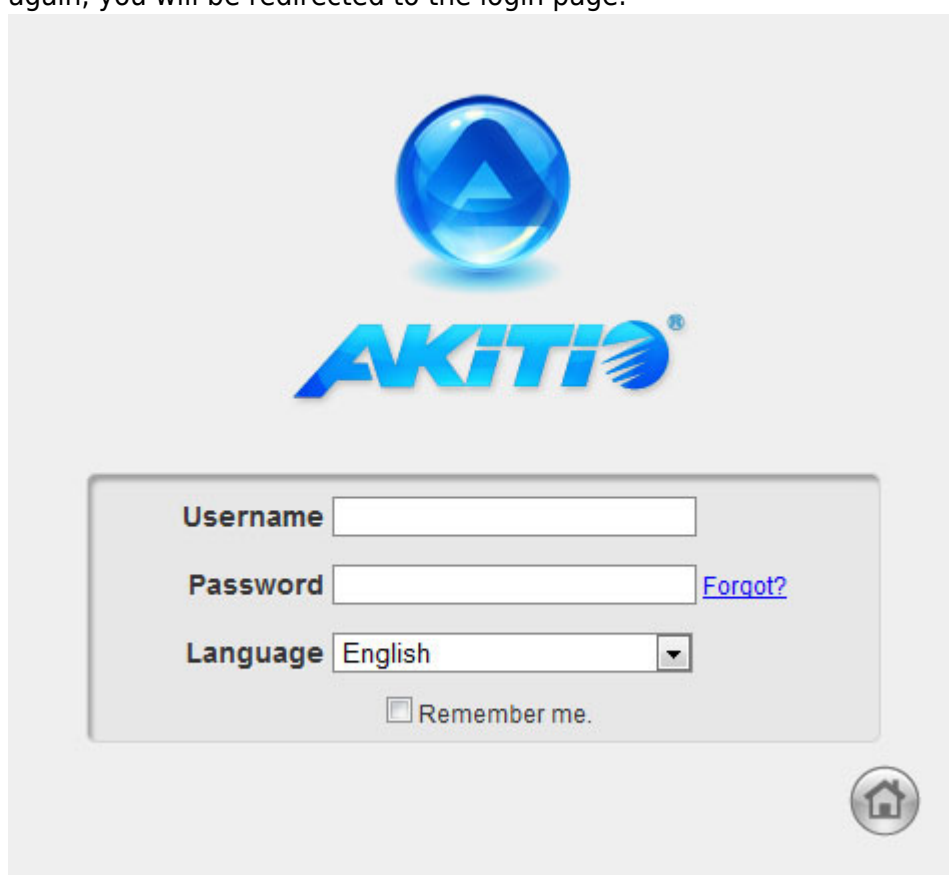 again, you will be redirected to the login page.
AKiTiO®
Username
Password Forgot?
Language English
Remember me.